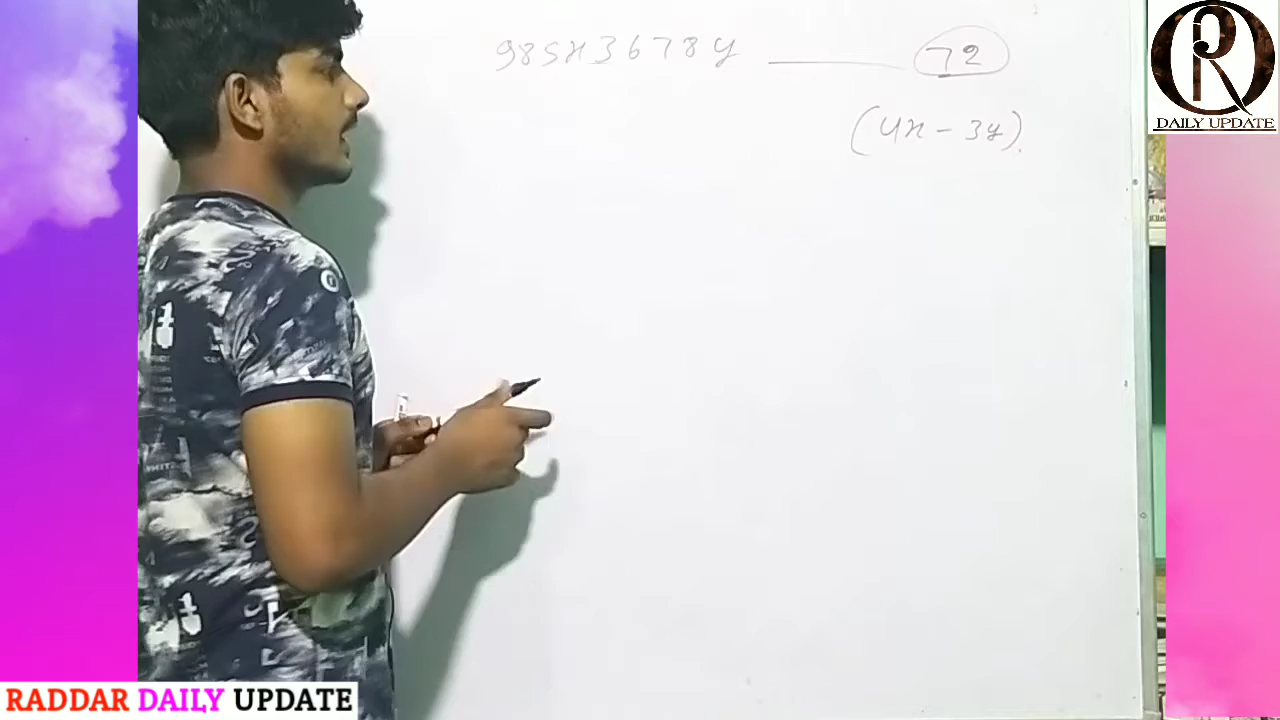 985x3678y ——— 72
(4x - 3y).
R
DAILY UPDATE
RADDAR DAILY UPDATE